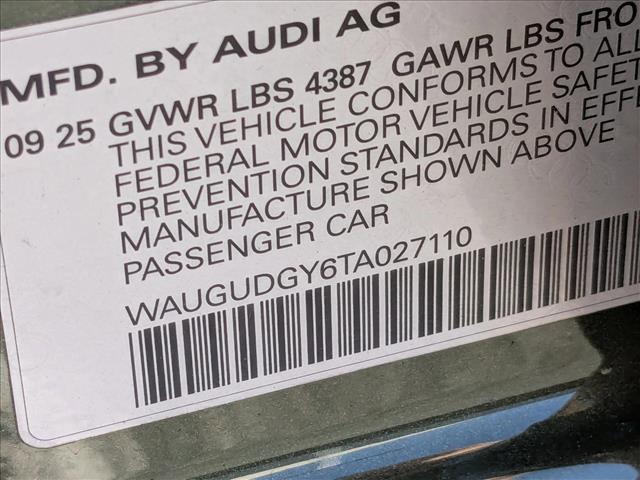 MFD. BY AUDI AG
09 25 GVWR LBS 4387 GAWR LBS FRO
THIS VEHICLE CONFORMS TO ALL
FEDERAL MOTOR VEHICLE SAFET
PREVENTION STANDARDS IN EFF
MANUFACTURE SHOWN ABOVE
PASSENGER CAR
WAUGUDGY6TA027110